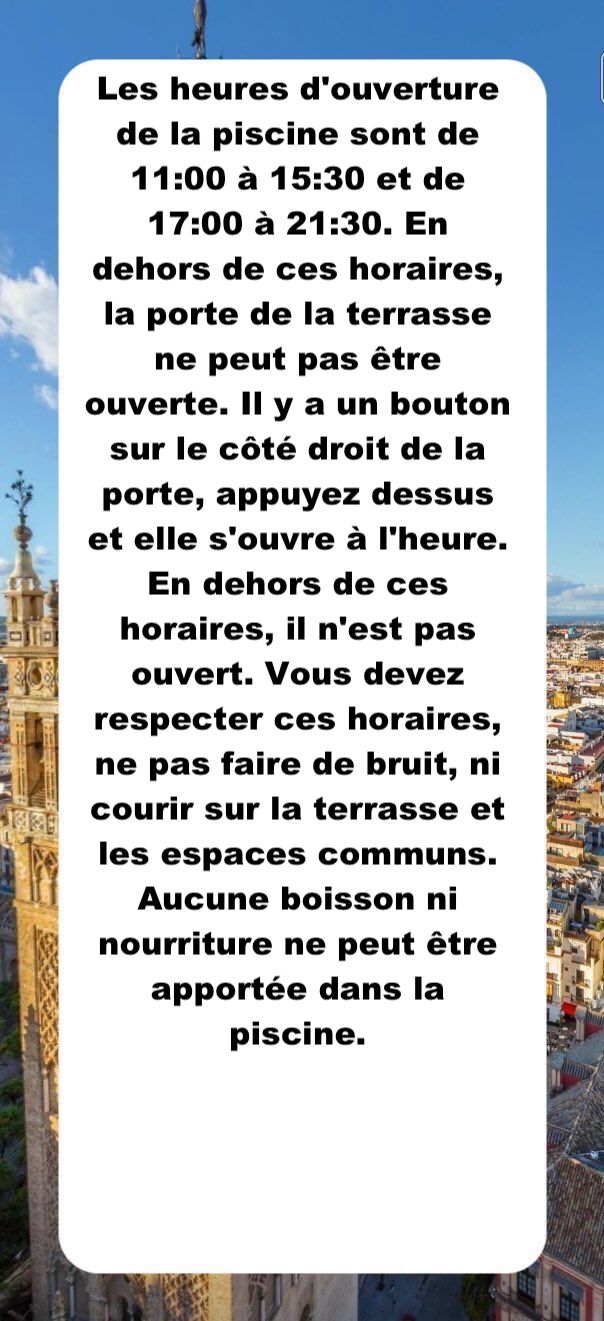 Les heures d'ouverture
de la piscine sont de
11:00 à 15:30 et de
17:00 à 21:30. En
dehors de ces horaires,
la porte de la terrasse
ne peut pas être
ouverte. Il y a un bouton
sur le côté droit de la
porte, appuyez dessus
et elle s'ouvre à l'heure.
En dehors de ces
horaires, il n'est pas
ouvert. Vous devez
respecter ces horaires,
ne pas faire de bruit, ni
courir sur la terrasse et
les espaces communs.
Aucune boisson ni
nourriture ne peut être
apportée dans la
piscine.